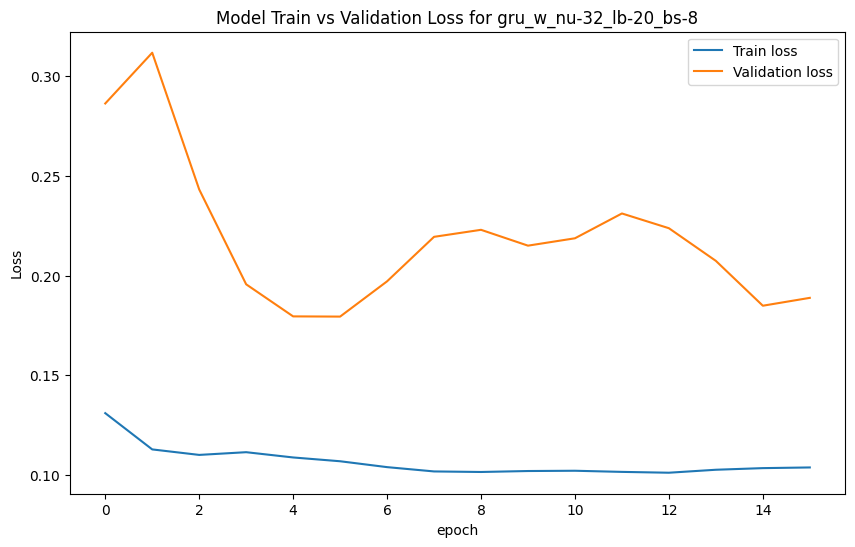 Model Train vs Validation Loss for gru_w_nu-32_lb-20_bs-8
Train loss
Validation loss
0.30
0.25
0.20
0.15
0.10
Loss
0 2 4 6 8 10 12 14
epoch